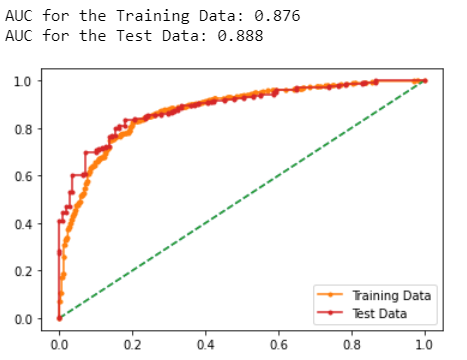 AUC for the Training Data: 0.876
AUC for the Test Data: 0.888
1.0
0.8
0.6
0.4
0.2
0.0
Training Data
Test Data
0.0 0.2 0.4 0.6 0.8 1.0